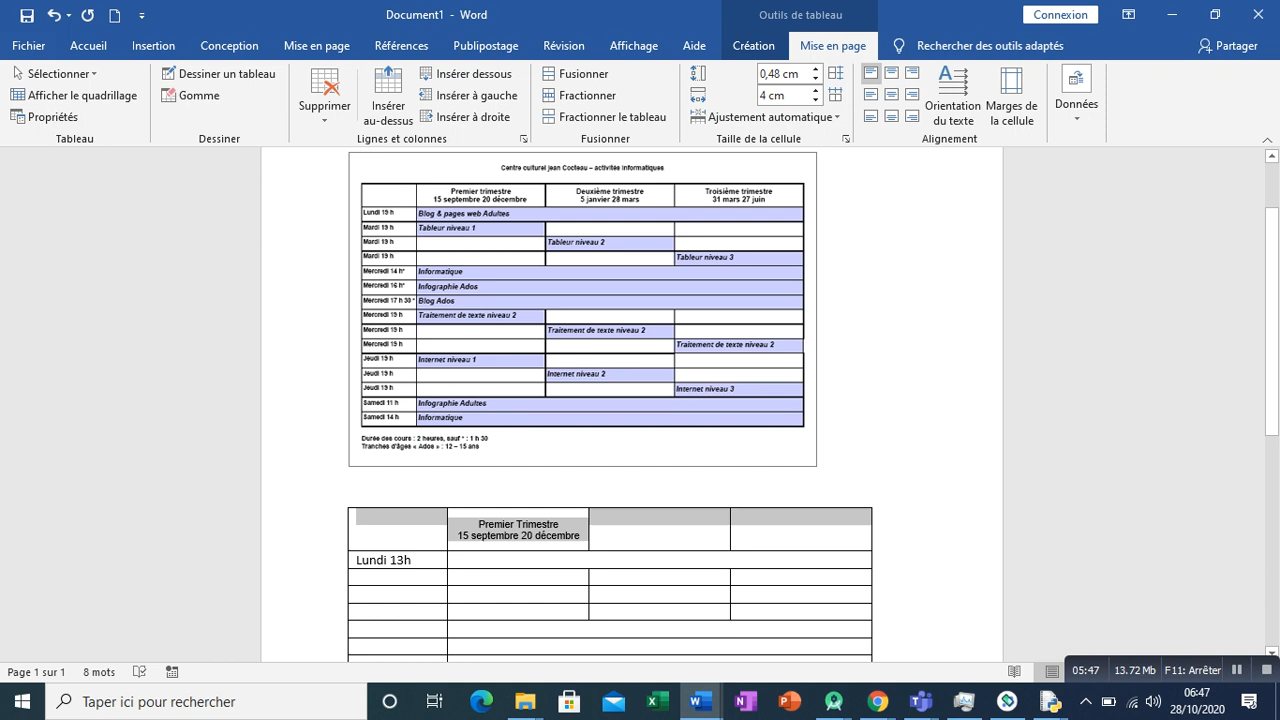 Document1 - Word
Outils de tableau
Connexion
Fichier Accueil Insertion Conception Mise en page Références Publipostage Révision Affichage Aide Création Mise en page Rechercher des outils adaptés Partager
Sélectionner
Afficher le quadrillage
Propriétés
Tableau
Dessiner un tableau
Gomme
Dessiner
Supprimer
Insérer au-dessus
Insérer dessous
Insérer à gauche
Insérer à droite
Lignes et colonnes
Fusionner
Fractionner
Fractionner le tableau
Fusionner
0,48 cm
4 cm
Ajustement automatique
Taille de la cellule
Orientation du texte
Marges de la cellule
Alignement
Données
Centre culturel jean Cocteau – activités informatiques
Premier trimestre Deuxième trimestre Troisième trimestre
15 septembre 20 décembre 5 janvier 28 mars 31 mars 27 juin
Lundi 19 h Blog & pages web Adultes
Mardi 19 h Tableur niveau 1
Mardi 19 h Tableur niveau 2
Mardi 19 h Tableur niveau 3
Mercredi 14 h* Informatique
Mercredi 16 h* Infographie Ados
Mercredi 17 h 30 * Blog Ados
Mercredi 19 h Traitement de texte niveau 2
Mercredi 19 h Traitement de texte niveau 2
Mercredi 19 h Traitement de texte niveau 2
Jeudi 19 h Internet niveau 1
Jeudi 19 h Internet niveau 2
Jeudi 19 h Internet niveau 3
Samedi 11 h Infographie Adultes
Samedi 14 h Informatique
Durée des cours : 2 heures, sauf * : 1 h 30
Tranches d'âges « Ados » : 12 – 15 ans
Premier Trimestre
15 septembre 20 décembre
Lundi 13h
Page 1 sur 1 8 mots
05:47 13.72 Mb F11: Arrêter
Taper ici pour rechercher
06:47
28/10/2020